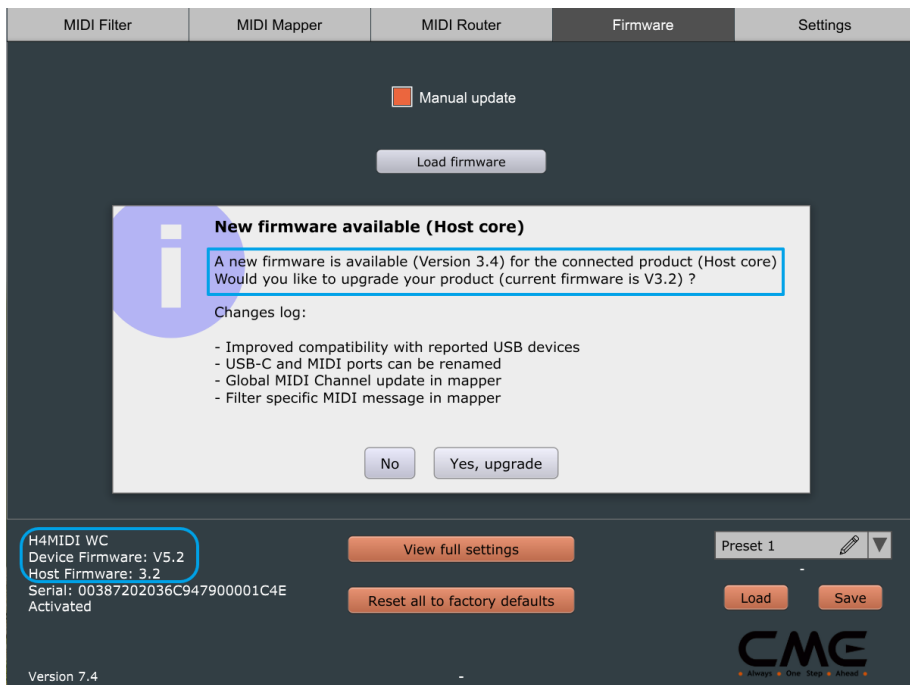 MIDI Filter
MIDI Mapper
MIDI Router
Firmware
Settings
Manual update
Load firmware
New firmware available (Host core)
A new firmware is available (Version 3.4) for the connected product (Host core)
Would you like to upgrade your product (current firmware is V3.2) ?
Changes log:
- Improved compatibility with reported USB devices
- USB-C and MIDI ports can be renamed
- Global MIDI Channel update in mapper
- Filter specific MIDI message in mapper
No
Yes, upgrade
H4MIDI WC
Device Firmware: V5.2
Host Firmware: 3.2
Serial: 00387202036C947900001C4E
Activated
View full settings
Reset all to factory defaults
Preset 1
-
Load
Save
CME
Always • One Step • Ahead •
Version 7.4
-